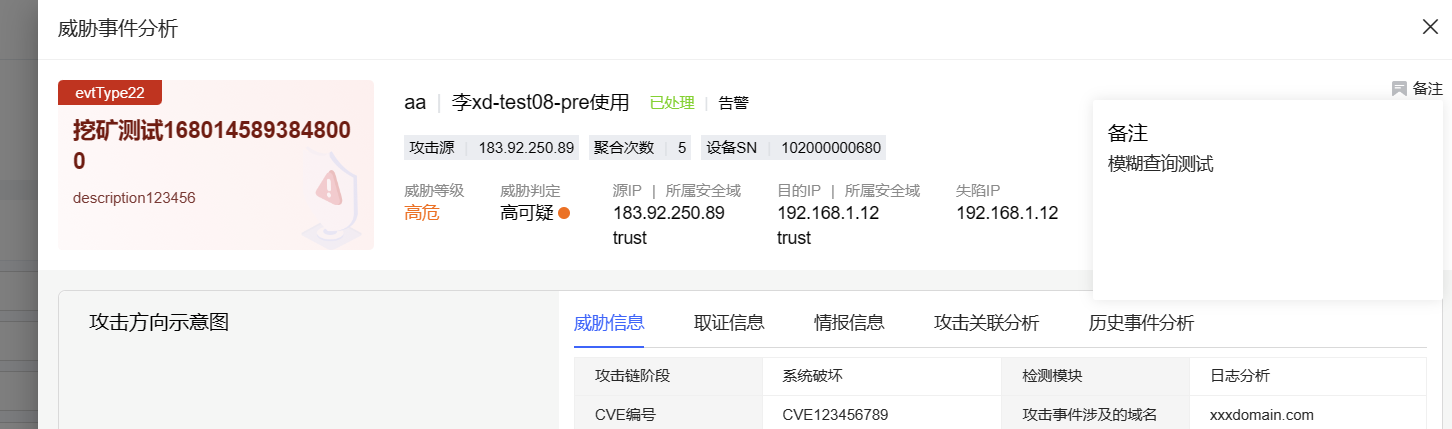 威胁事件分析
evtType22
挖矿测试168014589384800
0
description123456
aa 李xd-test08-pre使用 已处理 告警
备注
攻击源 183.92.250.89 聚合次数 5 设备SN 102000000680
威胁等级 威胁判定 源IP | 所属安全域 目的IP | 所属安全域 失陷IP
高危 高可疑 183.92.250.89 192.168.1.12 192.168.1.12
trust trust
备注
模糊查询测试
攻击方向示意图
威胁信息 取证信息 情报信息 攻击关联分析 历史事件分析
攻击链阶段 系统破坏 检测模块 日志分析
CVE编号 CVE123456789 攻击事件涉及的域名 xxxdomain.com